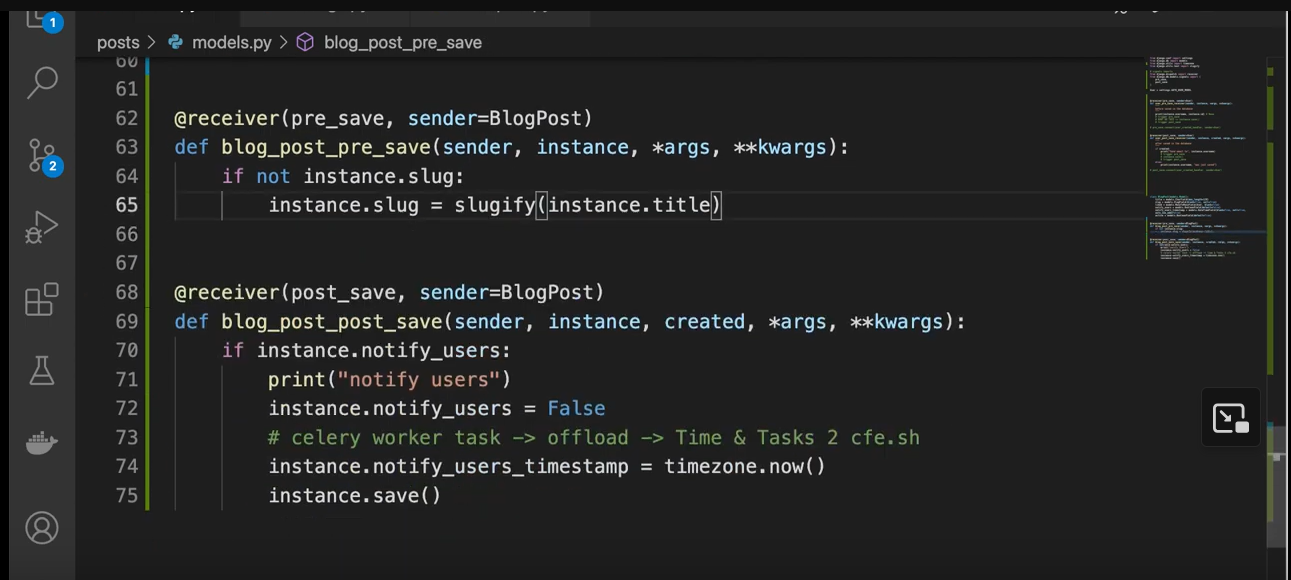 1
posts > models.py > blog_post_pre_save
60
61
62 @receiver(pre_save, sender=BlogPost)
63 def blog_post_pre_save(sender, instance, *args, **kwargs):
64 if not instance.slug:
65 instance.slug = slugify(instance.title)
66
67
68 @receiver(post_save, sender=BlogPost)
69 def blog_post_post_save(sender, instance, created, *args, **kwargs):
70 if instance.notify_users:
71 print("notify users")
72 instance.notify_users = False
73 # celery worker task -> offload -> Time & Tasks 2 cfe.sh
74 instance.notify_users_timestamp = timezone.now()
75 instance.save()
2